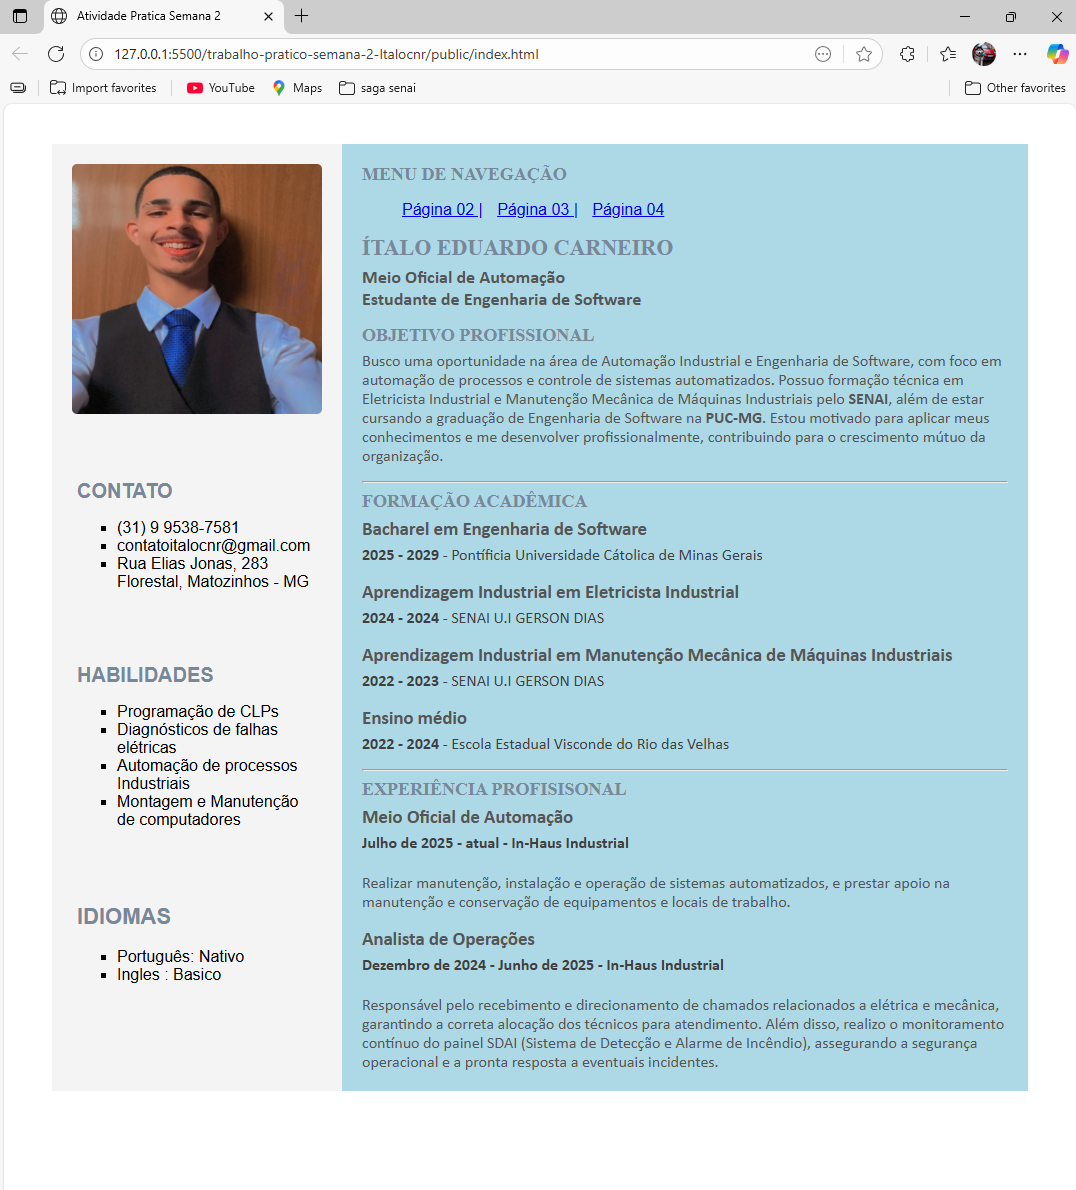 Atividade Pratica Semana 2
127.0.0.1:5500/trabalho-pratico-semana-2-Italocnr/public/index.html
Import favorites
YouTube
Maps
saga senai
Other favorites
CONTATO
(31) 9 9538-7581
contatoitalocnr@gmail.com
Rua Elias Jonas, 283
Florestal, Matozinhos - MG
HABILIDADES
Programação de CLPs
Diagnósticos de falhas
elétricas
Automação de processos
Industriais
Montagem e Manutenção
de computadores
IDIOMAS
Português: Nativo
Ingles : Basico
MENU DE NAVEGAÇÃO
Página 02 | Página 03 | Página 04
ÍTALO EDUARDO CARNEIRO
Meio Oficial de Automação
Estudante de Engenharia de Software
OBJETIVO PROFISSIONAL
Busco uma oportunidade na área de Automação Industrial e Engenharia de Software, com foco em
automação de processos e controle de sistemas automatizados. Possuo formação técnica em
Eletricista Industrial e Manutenção Mecânica de Máquinas Industriais pelo SENAI, além de estar
cursando a graduação de Engenharia de Software na PUC-MG. Estou motivado para aplicar meus
conhecimentos e me desenvolver profissionalmente, contribuindo para o crescimento mútuo da
organização.
FORMAÇÃO ACADÊMICA
Bacharel em Engenharia de Software
2025 - 2029 - Pontíficia Universidade Cátolica de Minas Gerais
Aprendizagem Industrial em Eletricista Industrial
2024 - 2024 - SENAI U.I GERSON DIAS
Aprendizagem Industrial em Manutenção Mecânica de Máquinas Industriais
2022 - 2023 - SENAI U.I GERSON DIAS
Ensino médio
2022 - 2024 - Escola Estadual Visconde do Rio das Velhas
EXPERIÊNCIA PROFISISONAL
Meio Oficial de Automação
Julho de 2025 - atual - In-Haus Industrial
Realizar manutenção, instalação e operação de sistemas automatizados, e prestar apoio na
manutenção e conservação de equipamentos e locais de trabalho.
Analista de Operações
Dezembro de 2024 - Junho de 2025 - In-Haus Industrial
Responsável pelo recebimento e direcionamento de chamados relacionados a elétrica e mecânica,
garantindo a correta alocação dos técnicos para atendimento. Além disso, realizo o monitoramento
contínuo do painel SDAI (Sistema de Detecção e Alarme de Incêndio), assegurando a segurança
operacional e a pronta resposta a eventuais incidentes.